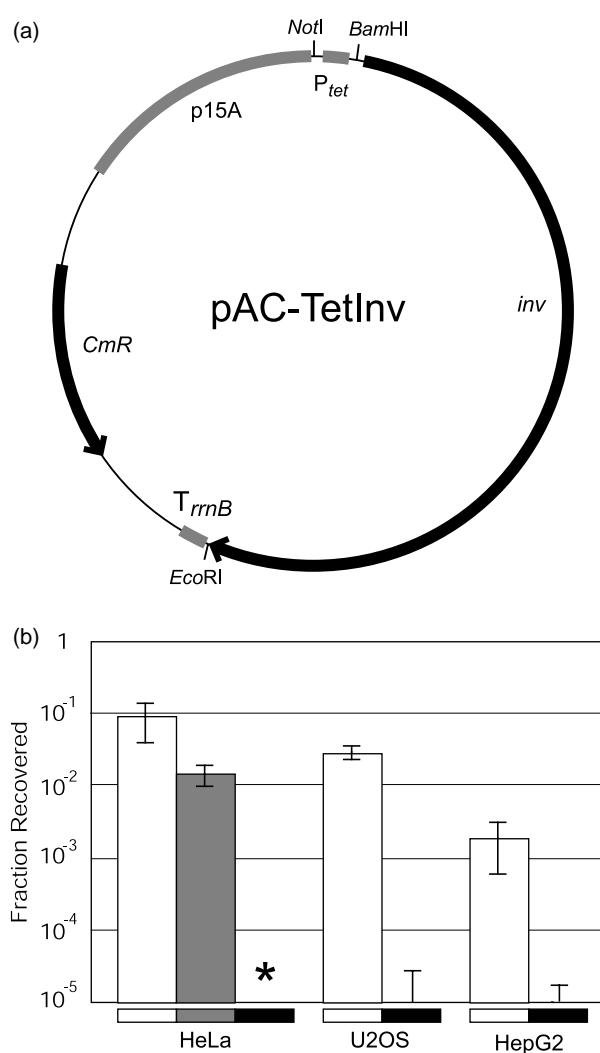 (a)
NotI
BamHI
Ptet
p15A
pAC-TetInv
inv
CmR
TrrnB
EcoRI
(b)
Fraction Recovered
1
10-1
10-2
10-3
10-4
10-5
*
HeLa
U2OS
HepG2